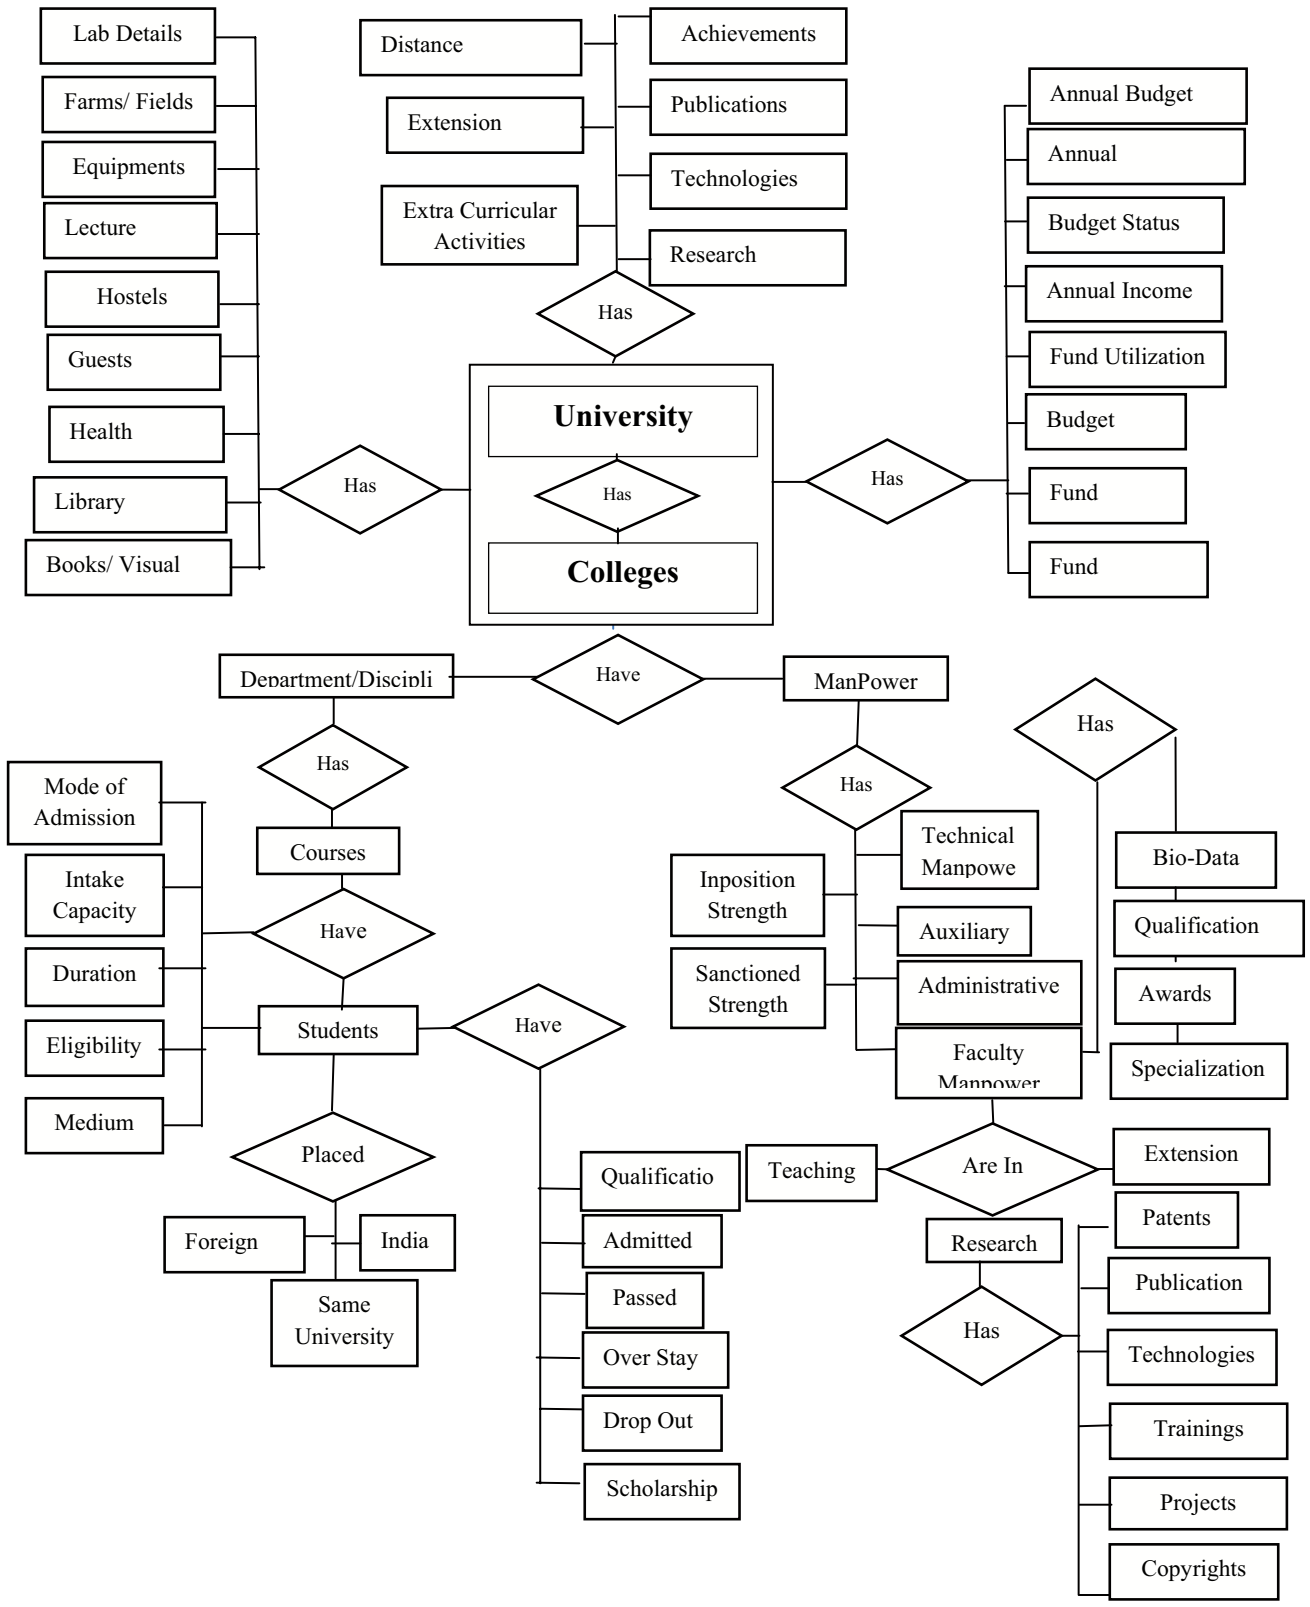 Lab Details
Farms/ Fields
Equipments
Lecture
Hostels
Guests
Health
Library
Books/ Visual
Has
Distance
Extension
Extra Curricular
Activities
Achievements
Publications
Technologies
Research
Has
University
Has
Colleges
Has
Annual Budget
Annual
Budget Status
Annual Income
Fund Utilization
Budget
Fund
Fund
Department/Discipli
Have
ManPower
Has
Courses
Have
Mode of
Admission
Intake
Capacity
Duration
Eligibility
Medium
Students
Have
Placed
Foreign
India
Same
University
Qualificatio
Admitted
Passed
Over Stay
Drop Out
Scholarship
Has
Technical
Manpowe
Inposition
Strength
Auxiliary
Sanctioned
Strength
Administrative
Faculty
Manpower
Has
Bio-Data
Qualification
Awards
Specialization
Teaching
Are In
Extension
Research
Has
Patents
Publication
Technologies
Trainings
Projects
Copyrights